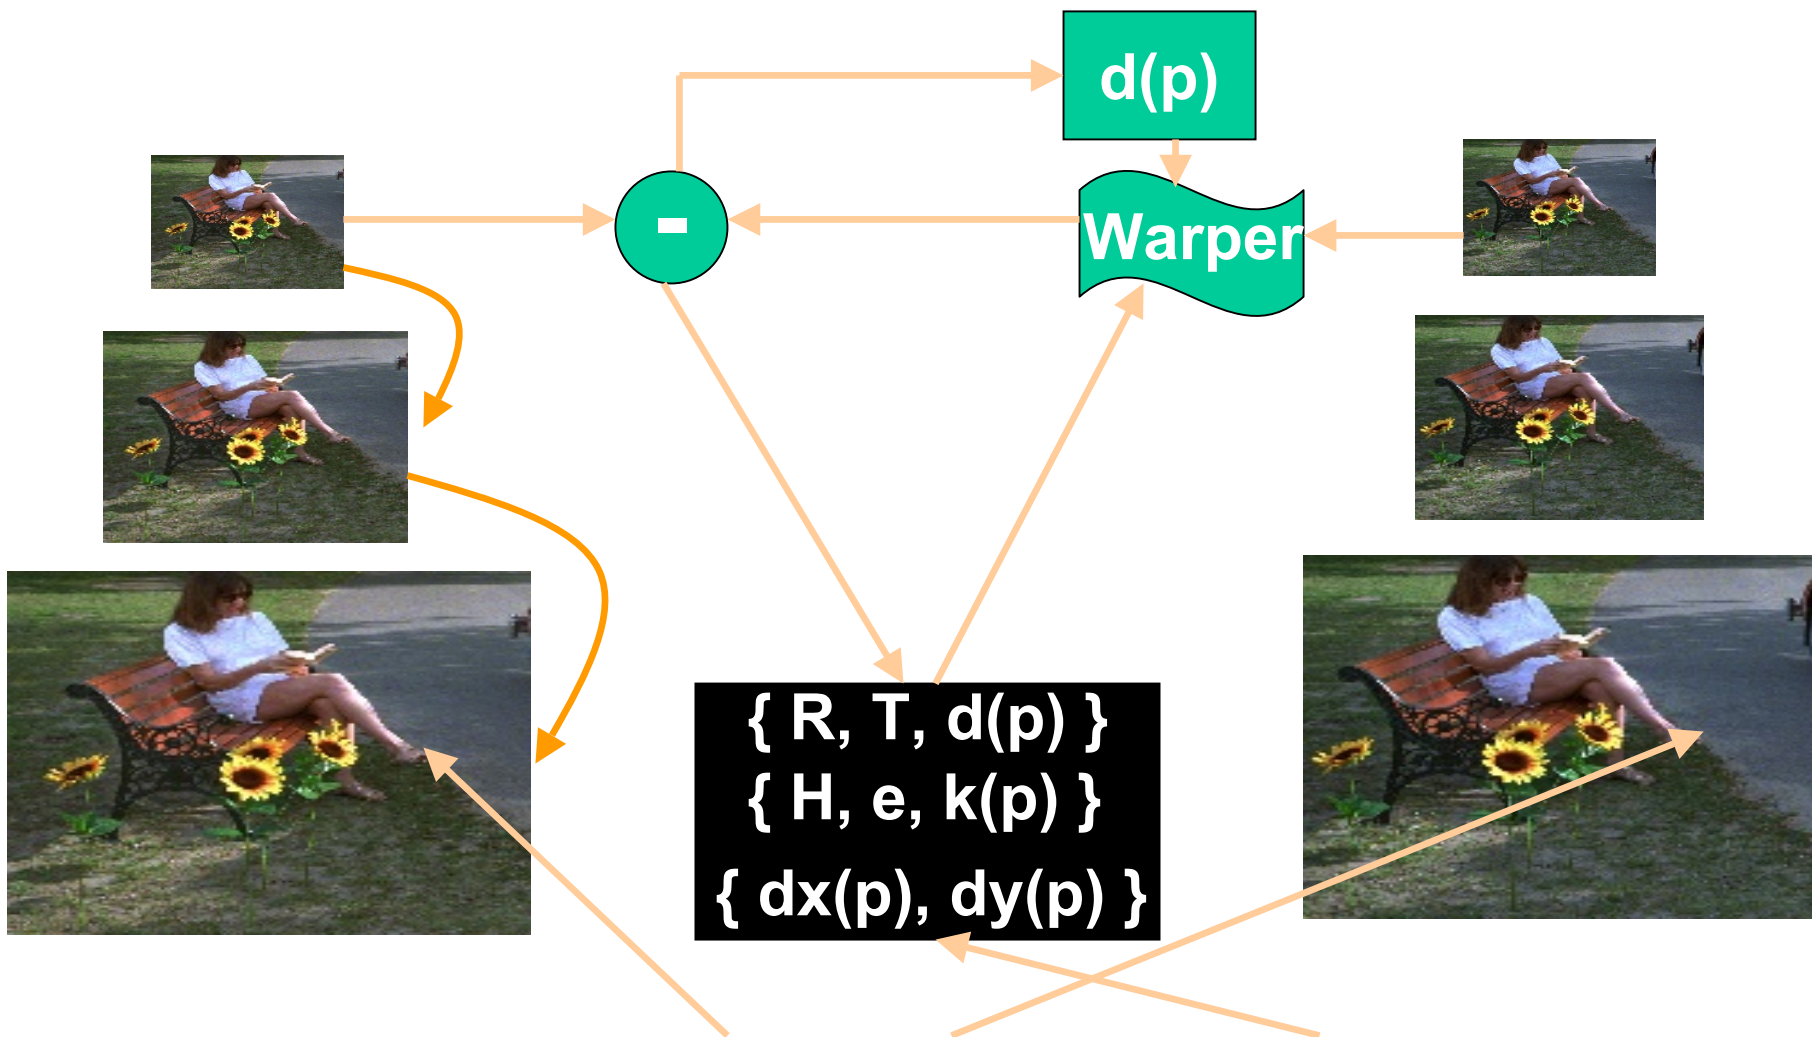 d(p)
-
Warper
{ R, T, d(p) }
{ H, e, k(p) }
{ dx(p), dy(p) }